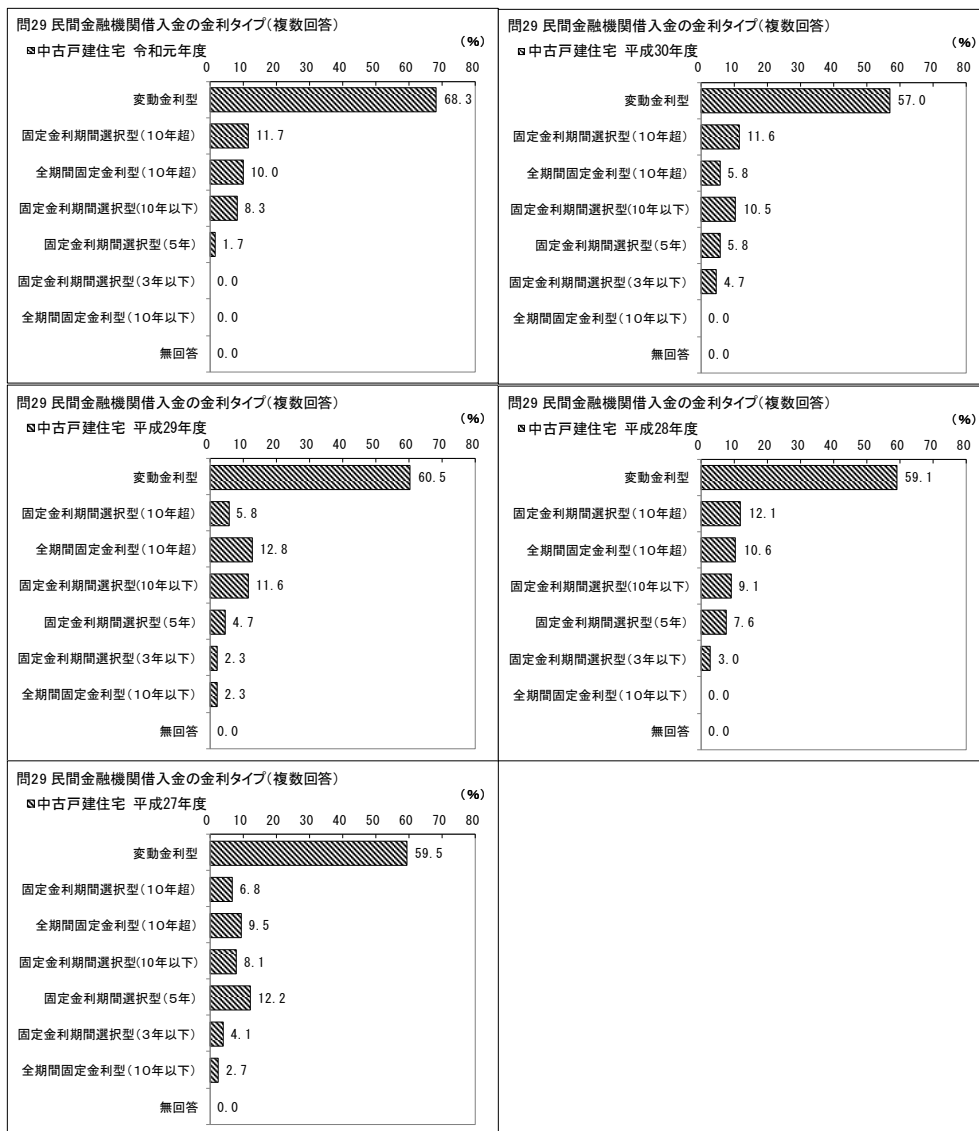 問29 民間金融機関借入金の金利タイプ(複数回答)
中古戸建住宅 令和元年度
(%)
0 10 20 30 40 50 60 70 80
変動金利型 68.3
固定金利期間選択型(10年超) 11.7
全期間固定金利型(10年超) 10.0
固定金利期間選択型(10年以下) 8.3
固定金利期間選択型(5年) 1.7
固定金利期間選択型(3年以下) 0.0
全期間固定金利型(10年以下) 0.0
無回答 0.0
問29 民間金融機関借入金の金利タイプ(複数回答)
中古戸建住宅 平成30年度
(%)
0 10 20 30 40 50 60 70 80
変動金利型 57.0
固定金利期間選択型(10年超) 11.6
全期間固定金利型(10年超) 5.8
固定金利期間選択型(10年以下) 10.5
固定金利期間選択型(5年) 5.8
固定金利期間選択型(3年以下) 4.7
全期間固定金利型(10年以下) 0.0
無回答 0.0
問29 民間金融機関借入金の金利タイプ(複数回答)
中古戸建住宅 平成29年度
(%)
0 10 20 30 40 50 60 70 80
変動金利型 60.5
固定金利期間選択型(10年超) 5.8
全期間固定金利型(10年超) 12.8
固定金利期間選択型(10年以下) 11.6
固定金利期間選択型(5年) 4.7
固定金利期間選択型(3年以下) 2.3
全期間固定金利型(10年以下) 2.3
無回答 0.0
問29 民間金融機関借入金の金利タイプ(複数回答)
中古戸建住宅 平成28年度
(%)
0 10 20 30 40 50 60 70 80
変動金利型 59.1
固定金利期間選択型(10年超) 12.1
全期間固定金利型(10年超) 10.6
固定金利期間選択型(10年以下) 9.1
固定金利期間選択型(5年) 7.6
固定金利期間選択型(3年以下) 3.0
全期間固定金利型(10年以下) 0.0
無回答 0.0
問29 民間金融機関借入金の金利タイプ(複数回答)
中古戸建住宅 平成27年度
(%)
0 10 20 30 40 50 60 70 80
変動金利型 59.5
固定金利期間選択型(10年超) 6.8
全期間固定金利型(10年超) 9.5
固定金利期間選択型(10年以下) 8.1
固定金利期間選択型(5年) 12.2
固定金利期間選択型(3年以下) 4.1
全期間固定金利型(10年以下) 2.7
無回答 0.0